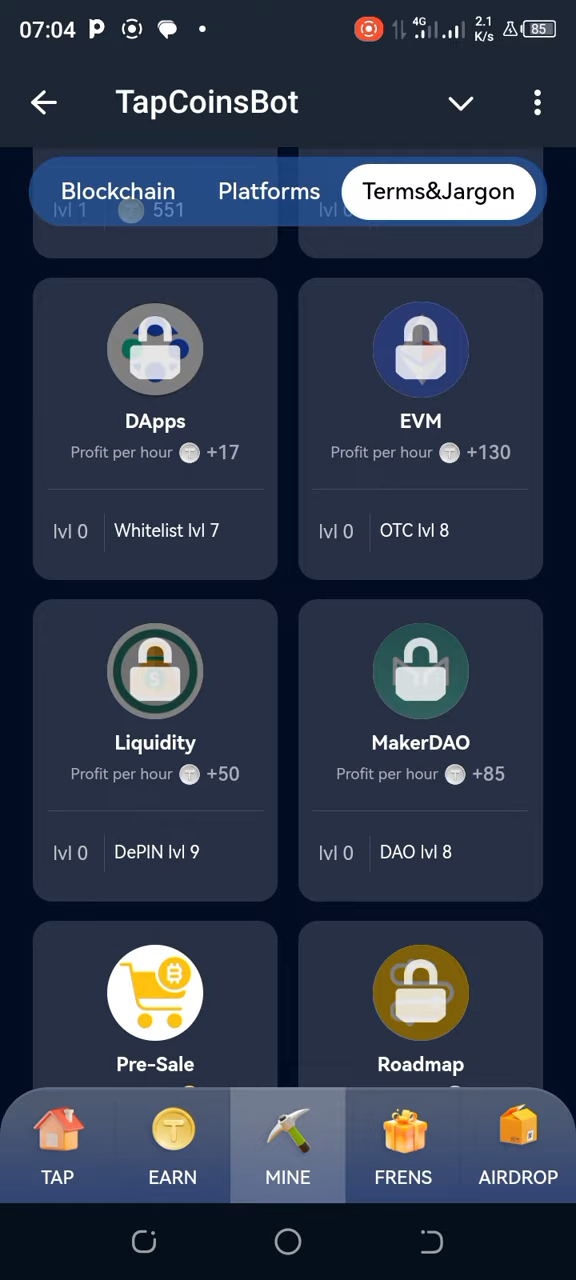 07:04
4G
2.1
K/s
85
TapCoinsBot
Blockchain
Platforms
Terms&Jargon
lvl 1
551
DApps
Profit per hour +17
lvl 0
Whitelist lvl 7
EVM
Profit per hour +130
lvl 0
OTC lvl 8
Liquidity
Profit per hour +50
lvl 0
DePIN lvl 9
MakerDAO
Profit per hour +85
lvl 0
DAO lvl 8
Pre-Sale
Roadmap
TAP
EARN
MINE
FRENS
AIRDROP